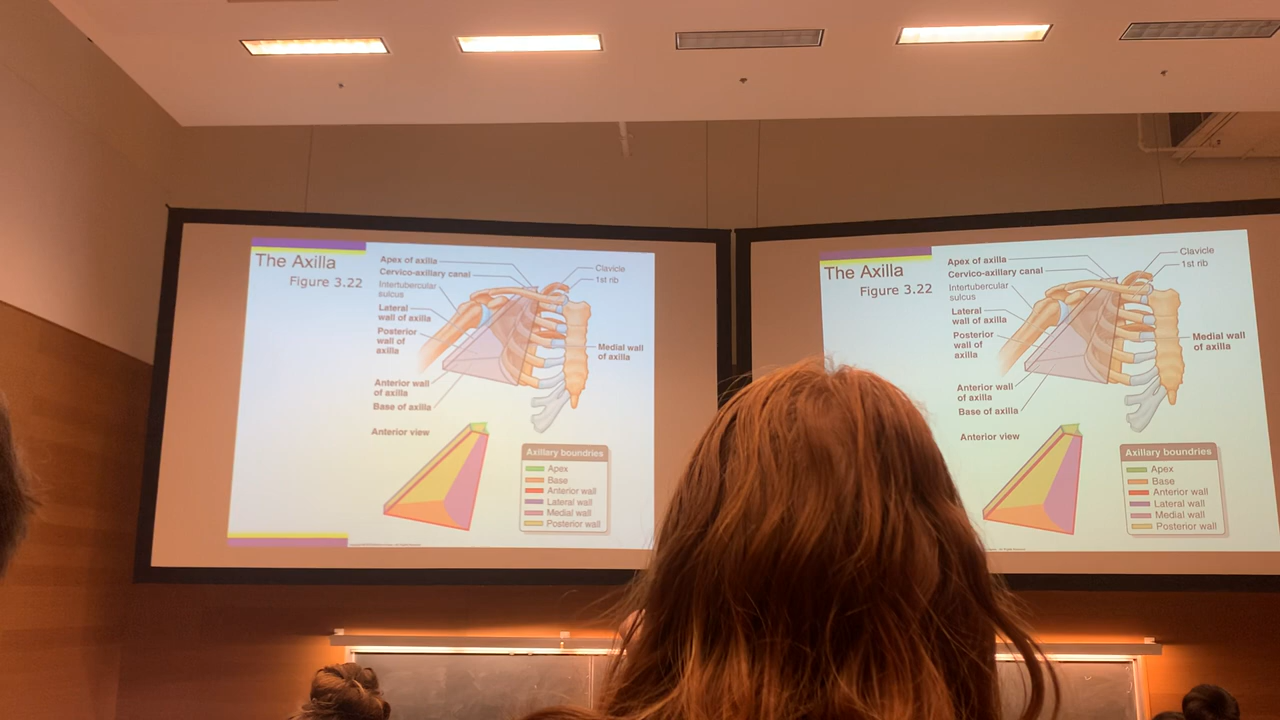 The Axilla
Figure 3.22
Apex of axilla
Cervico-axillary canal
Intertubercular
sulcus
Lateral
wall of axilla
Posterior
wall of
axilla
Anterior wall
of axilla
Base of axilla
Anterior view
Clavicle
1st rib
Medial wall
of axilla
Axillary boundries
Apex
Base
Anterior wall
Lateral wall
Medial wall
Posterior wall
The Axilla
Figure 3.22
Apex of axilla
Cervico-axillary canal
Intertubercular
sulcus
Lateral
wall of axilla
Posterior
wall of
axilla
Anterior wall
of axilla
Base of axilla
Anterior view
Clavicle
1st rib
Medial wall
of axilla
Axillary boundries
Apex
Base
Anterior wall
Lateral wall
Medial wall
Posterior wall